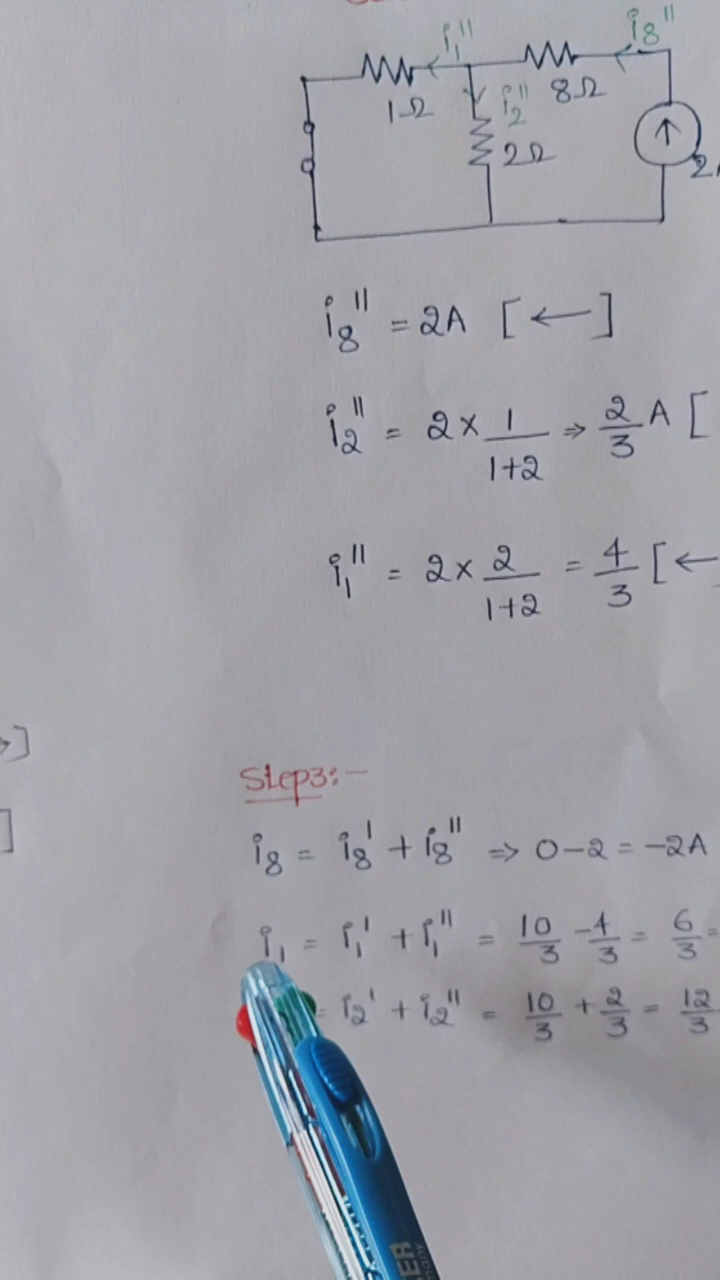 i₁'' i₈''
1Ω i₂'' 8Ω
2Ω
i₈'' = 2A [←]
i₂'' = 2 × 1/(1+2) ⇒ 2/3 A [
i₁'' = 2 × 2/(1+2) = 4/3 [←
]
Step3:-
]
i₈ = i₈' + i₈'' ⇒ 0-2 = -2A
i₁ = i₁' + i₁'' = 10/3 - 4/3 = 6/3 =
= i₂' + i₂'' = 10/3 + 2/3 = 12/3